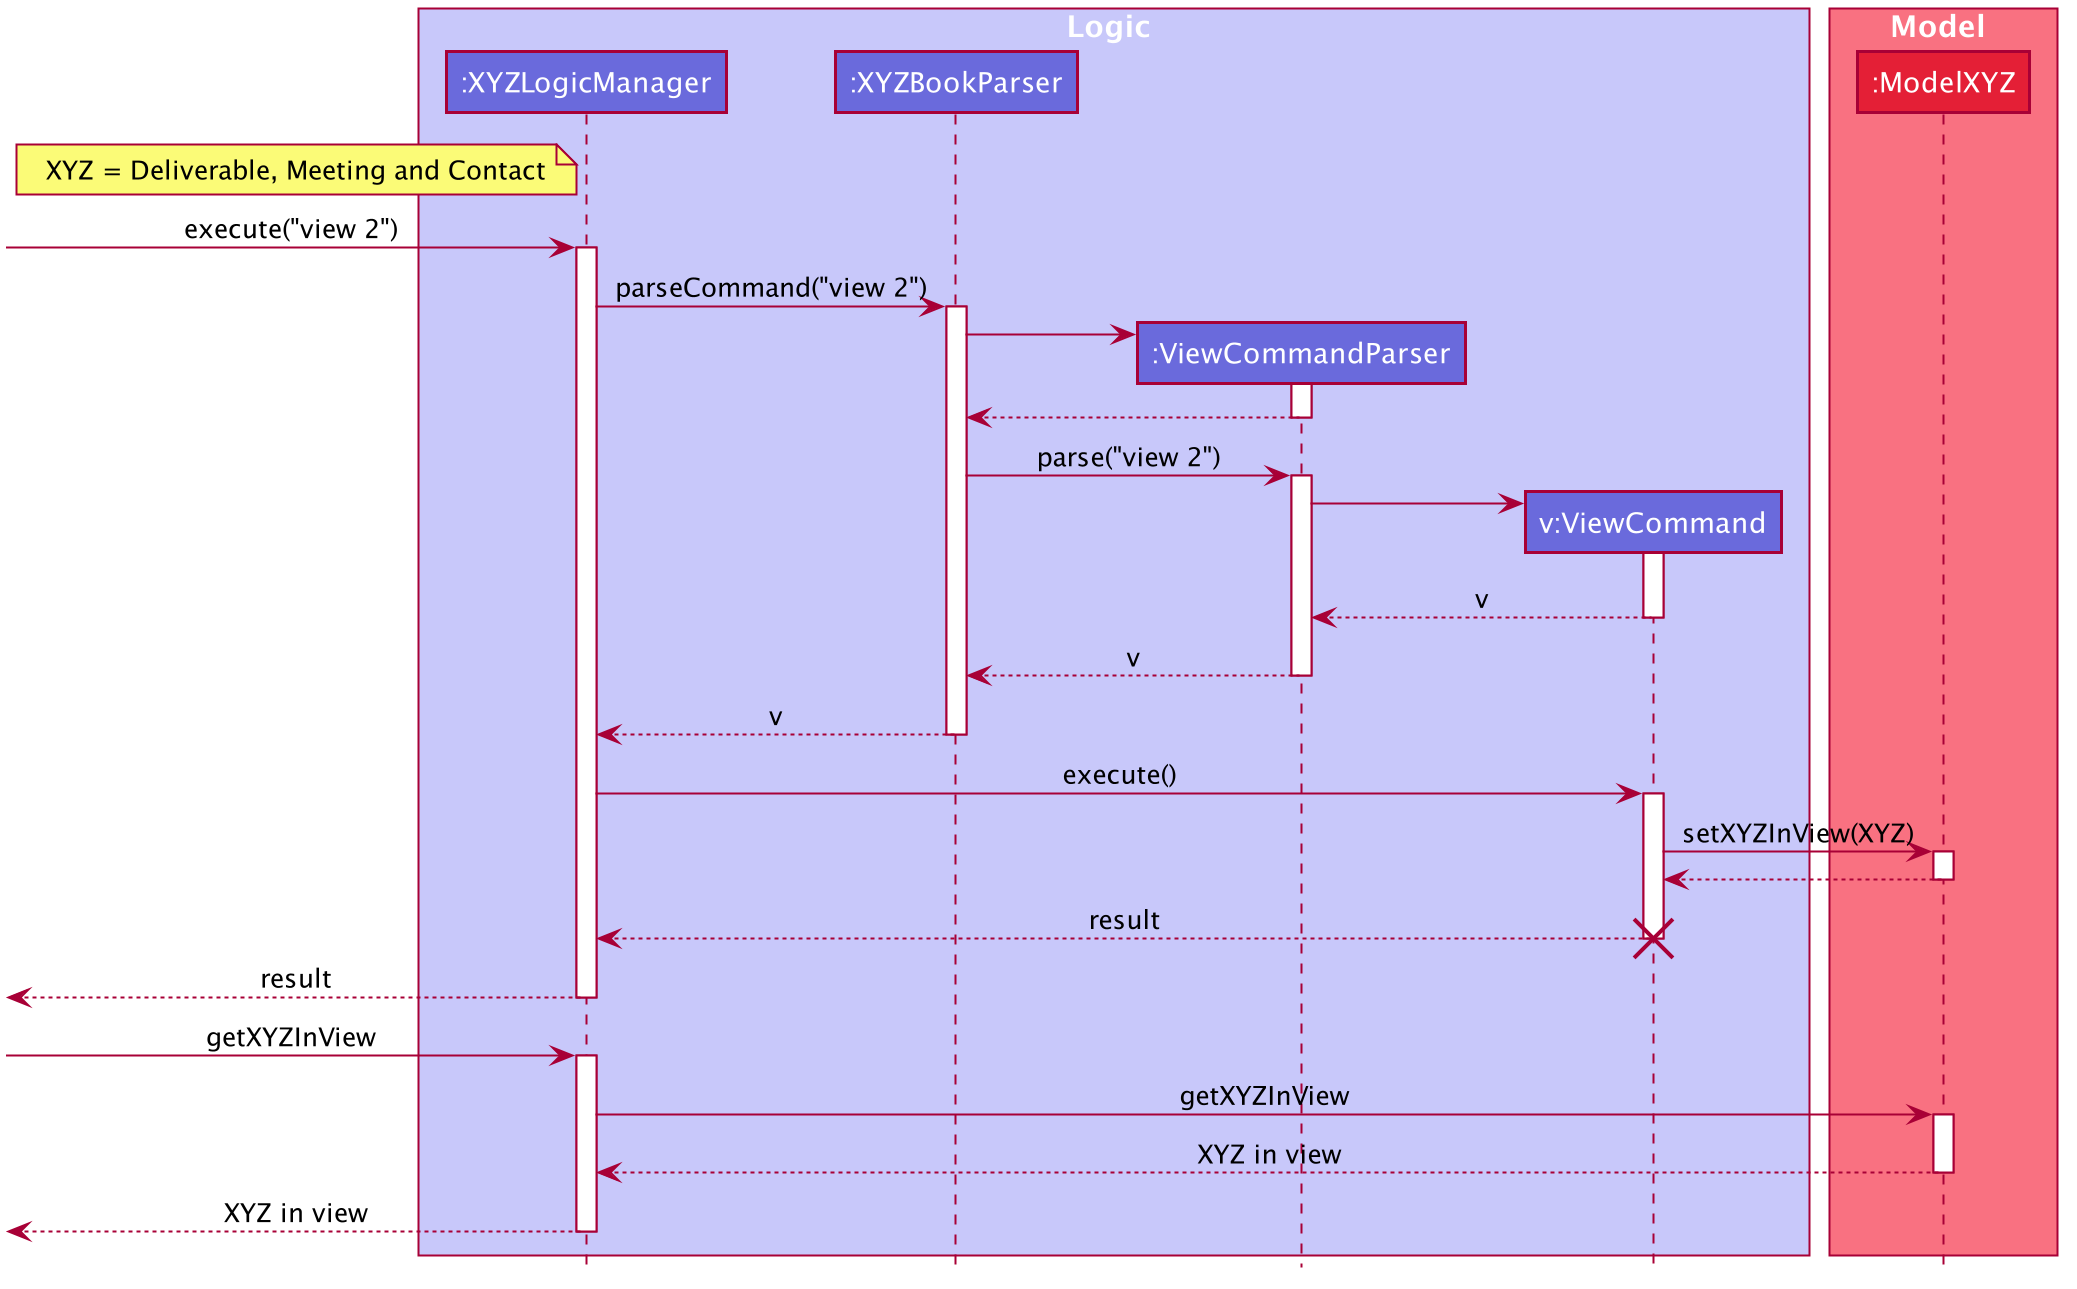 Logic
Model
:XYZLogicManager
:XYZBookParser
:ModelXYZ
XYZ = Deliverable, Meeting and Contact
execute("view 2")
parseCommand("view 2")
:ViewCommandParser
parse("view 2")
v:ViewCommand
v
v
v
execute()
setXYZInView(XYZ)
result
result
getXYZInView
getXYZInView
XYZ in view
XYZ in view